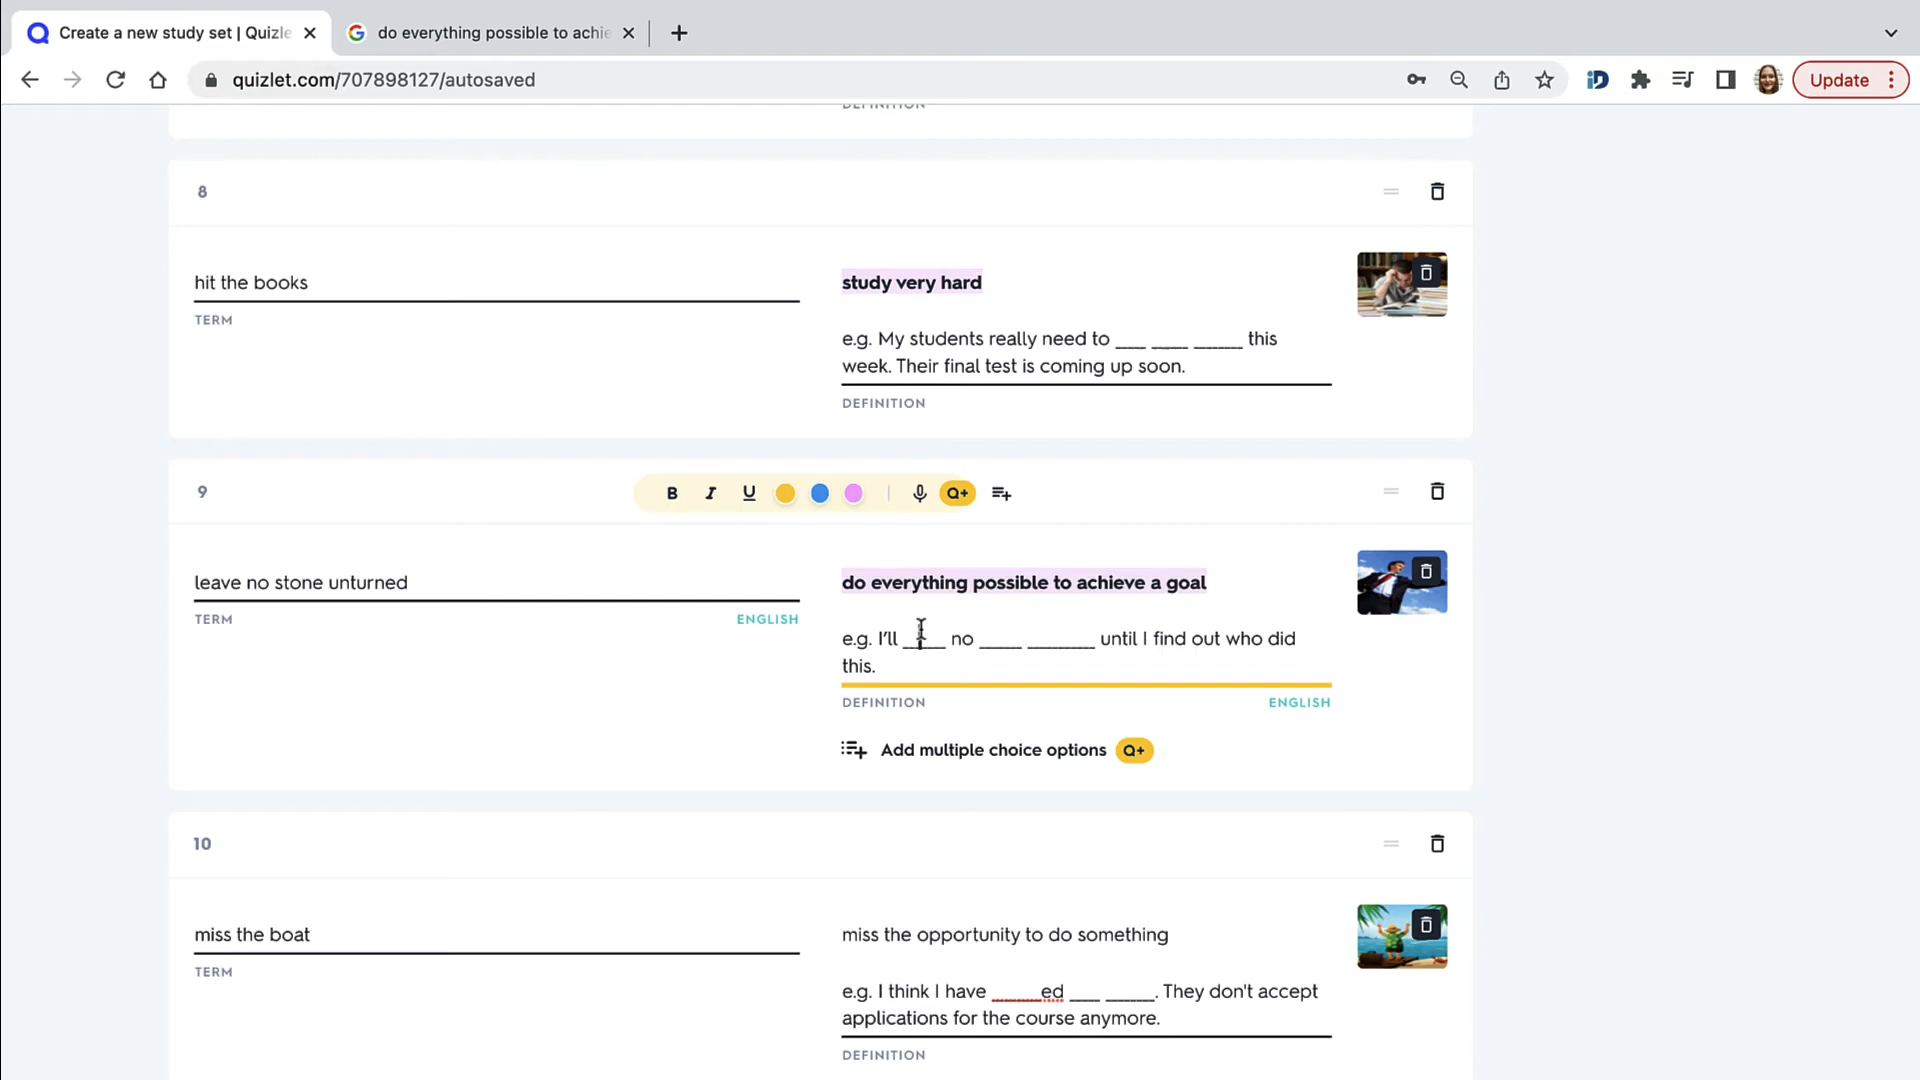 Create a new study set | Quizle
do everything possible to achie
quizlet.com/707898127/autosaved
Update
DEFINITION
8
hit the books
TERM
study very hard
e.g. My students really need to ____ _____ _______ this
week. Their final test is coming up soon.
DEFINITION
9
B I U Q+
leave no stone unturned
TERM ENGLISH
do everything possible to achieve a goal
e.g. I'll ______ no ______ _________ until I find out who did
this.
DEFINITION ENGLISH
Add multiple choice options Q+
10
miss the boat
TERM
miss the opportunity to do something
e.g. I think I have _______ed ____ _______. They don't accept
applications for the course anymore.
DEFINITION